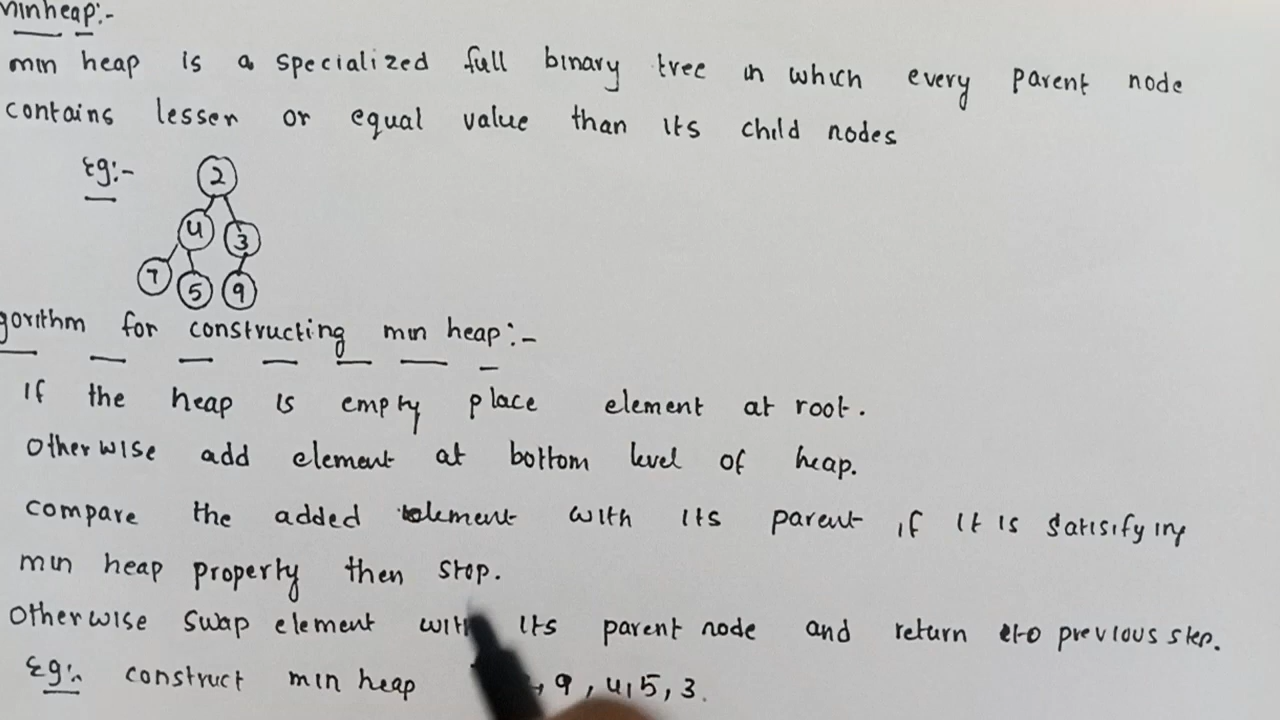 minheap:-
min heap is a specialized full binary tree in which every parent node
contains lesser or equal value than its child nodes
Eg:-
2
4 3
7 5 9
gorithm for constructing min heap:-
If the heap is empty place element at root.
Otherwise add element at bottom level of heap.
compare the added element with its parent if it is satisifying
min heap property then stop.
Otherwise swap element with its parent node and return to previous step.
Eg:- construct min heap , 9, 4, 5, 3.